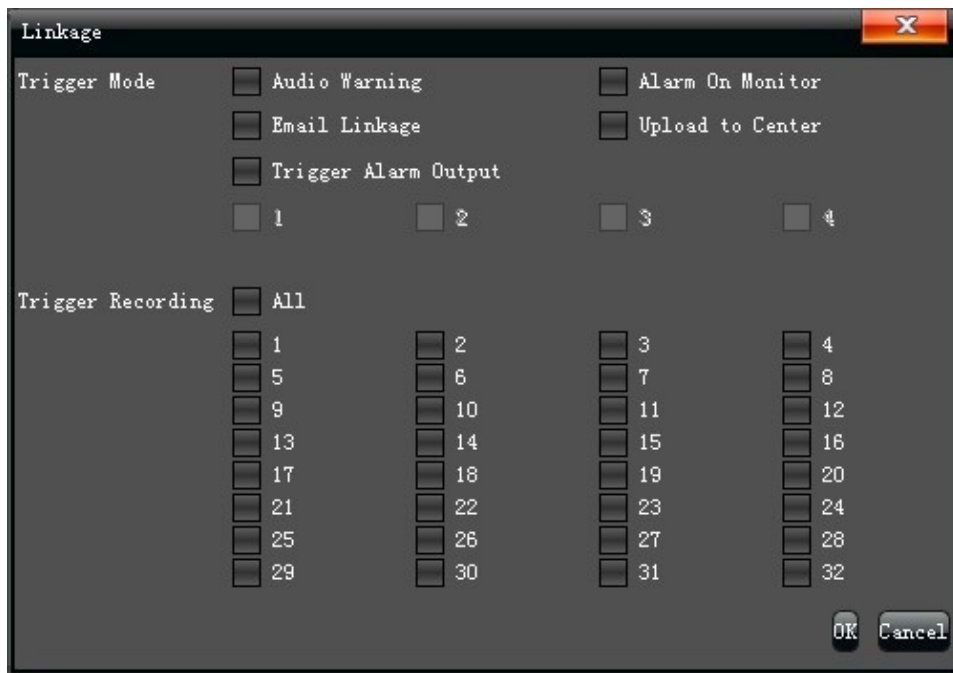 Linkage
Trigger Mode Audio Warning Alarm On Monitor
Email Linkage Upload to Center
Trigger Alarm Output
1 2 3 4
Trigger Recording All
1 2 3 4
5 6 7 8
9 10 11 12
13 14 15 16
17 18 19 20
21 22 23 24
25 26 27 28
29 30 31 32
OK Cancel